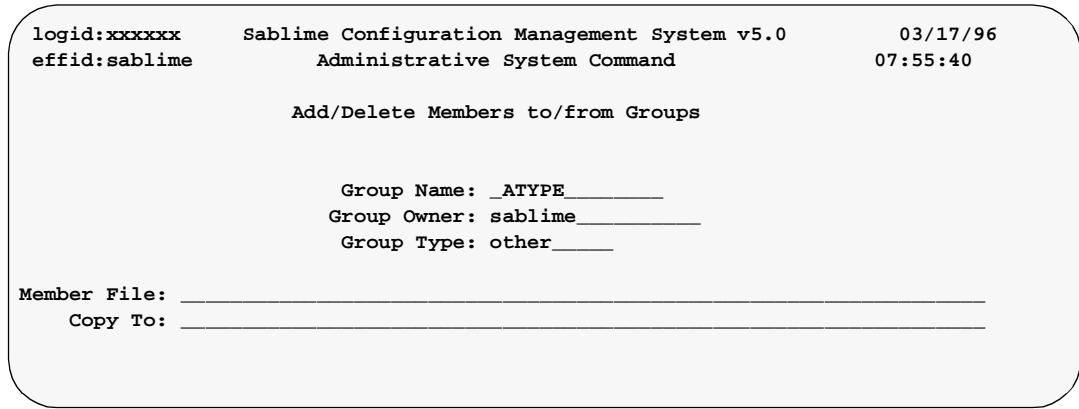 logid:xxxxxx Sablime Configuration Management System v5.0 03/17/96
effid:sablime Administrative System Command 07:55:40
Add/Delete Members to/from Groups
Group Name: _ATYPE________
Group Owner: sablime__________
Group Type: other_____
Member File: _________________________________________________________________
Copy To: _________________________________________________________________